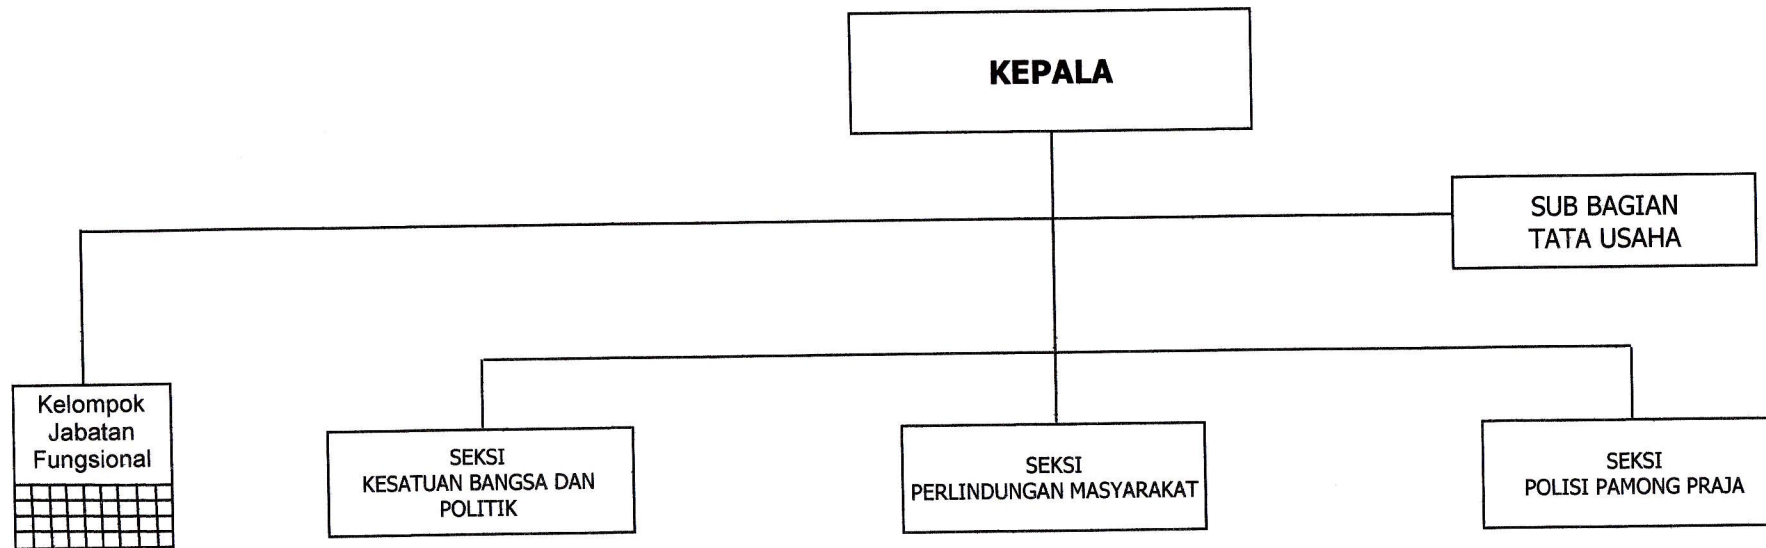 KEPALA
SUB BAGIAN
TATA USAHA
Kelompok
Jabatan
Fungsional
SEKSI
KESATUAN BANGSA DAN
POLITIK
SEKSI
PERLINDUNGAN MASYARAKAT
SEKSI
POLISI PAMONG PRAJA